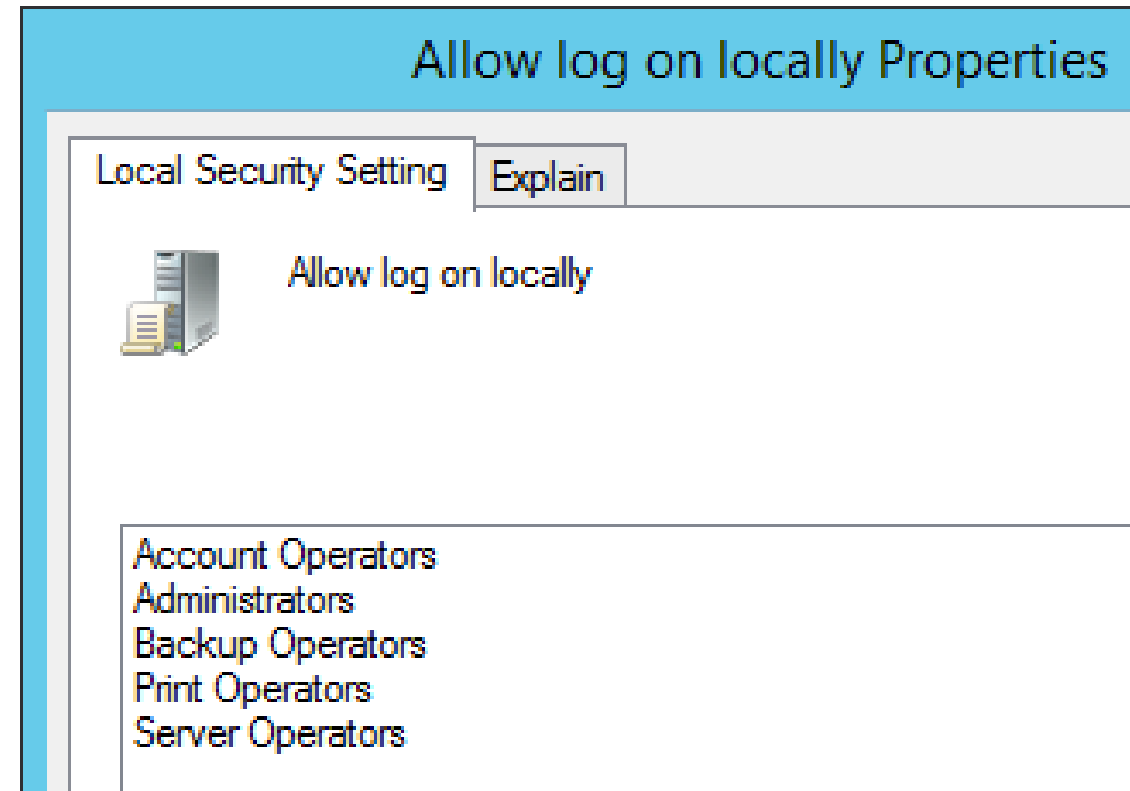 Allow log on locally Properties
Local Security Setting
Explain
Allow log on locally
Account Operators
Administrators
Backup Operators
Print Operators
Server Operators